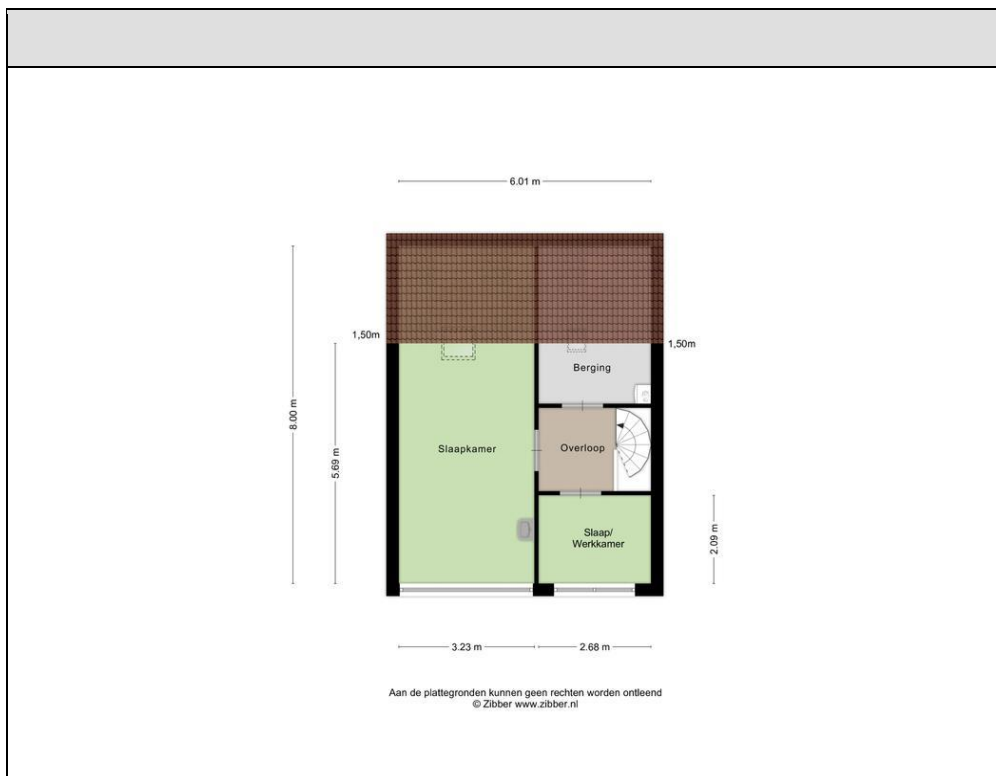 6.01 m
1,50m
1,50m
Berging
8.00 m
5.69 m
Slaapkamer
Overloop
Slaap/
Werkkamer
2.09 m
3.23 m
2.68 m
Aan de plattegronden kunnen geen rechten worden ontleend
© Zibber www.zibber.nl